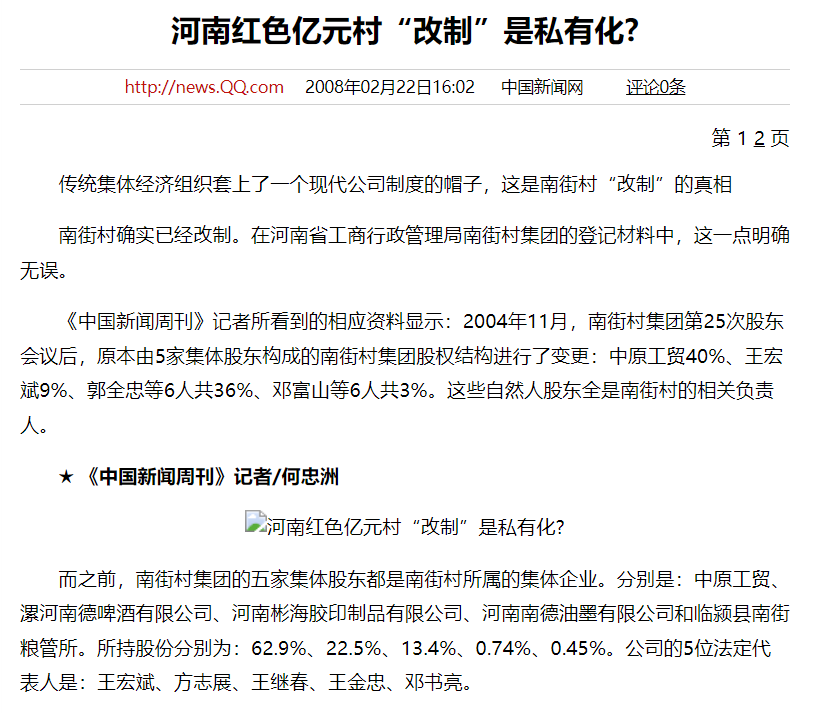 河南红色亿元村“改制”是私有化?
http://news.QQ.com 2008年02月22日16:02 中国新闻网 评论0条
第 1 2 页
传统集体经济组织套上了一个现代公司制度的帽子，这是南街村“改制”的真相
南街村确实已经改制。在河南省工商行政管理局南街村集团的登记材料中，这一点明确
无误。
《中国新闻周刊》记者所看到的相应资料显示：2004年11月，南街村集团第25次股东
会议后，原本由5家集体股东构成的南街村集团股权结构进行了变更：中原工贸40%、王宏
斌9%、郭全忠等6人共36%、邓富山等6人共3%。这些自然人股东全是南街村的相关负责
人。
★ 《中国新闻周刊》记者/何忠洲
河南红色亿元村“改制”是私有化?
而之前，南街村集团的五家集体股东都是南街村所属的集体企业。分别是：中原工贸、
漯河南德啤酒有限公司、河南彬海胶印制品有限公司、河南南德油墨有限公司和临颍县南街
粮管所。所持股份分别为：62.9%、22.5%、13.4%、0.74%、0.45%。公司的5位法定代
表人是：王宏斌、方志展、王继春、王金忠、邓书亮。